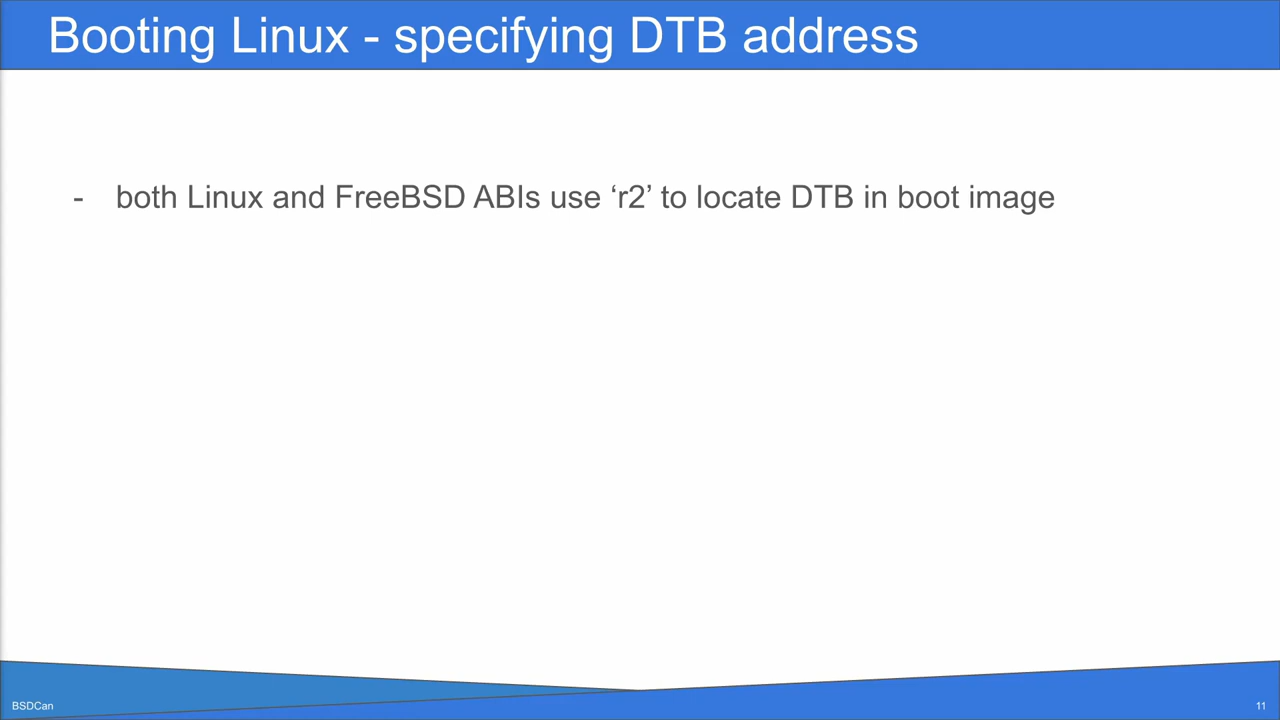 Booting Linux - specifying DTB address
- both Linux and FreeBSD ABIs use ‘r2’ to locate DTB in boot image
BSDCan
11